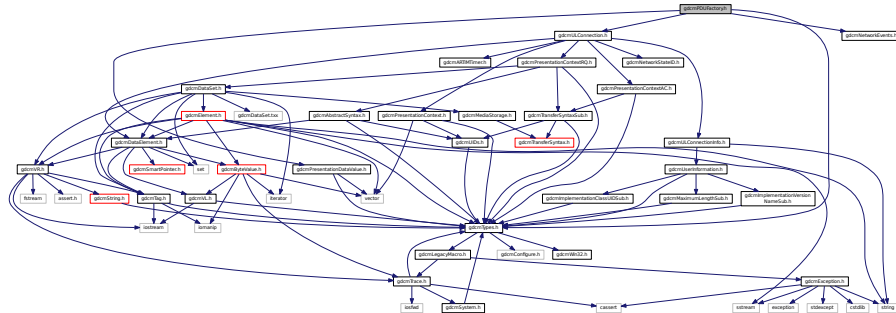 gdcmPDUFactory.h
gdcmULConnection.h
gdcmNetworkEvents.h
gdcmARTIMTimer.h
gdcmPresentationContextRQ.h
gdcmNetworkStateID.h
gdcmDataSet.h
gdcmPresentationContextAC.h
gdcmElement.h
gdcmDataSet.txx
gdcmAbstractSyntax.h
gdcmPresentationContext.h
gdcmMediaStorage.h
gdcmTransferSyntaxSub.h
gdcmDataElement.h
gdcmUIDs.h
gdcmTransferSyntax.h
gdcmULConnectionInfo.h
gdcmVR.h
gdcmSmartPointer.h
set
gdcmByteValue.h
gdcmPresentationDataValue.h
gdcmUserInformation.h
fstream
assert.h
gdcmString.h
gdcmTag.h
gdcmVL.h
iterator
vector
gdcmImplementationClassUIDSub.h
gdcmMaximumLengthSub.h
gdcmImplementationVersion
NameSub.h
iostream
iomanip
gdcmTypes.h
gdcmLegacyMacro.h
gdcmConfigure.h
gdcmWin32.h
gdcmTrace.h
gdcmException.h
iosfwd
gdcmSystem.h
cassert
sstream
exception
stdexcept
cstdlib
string